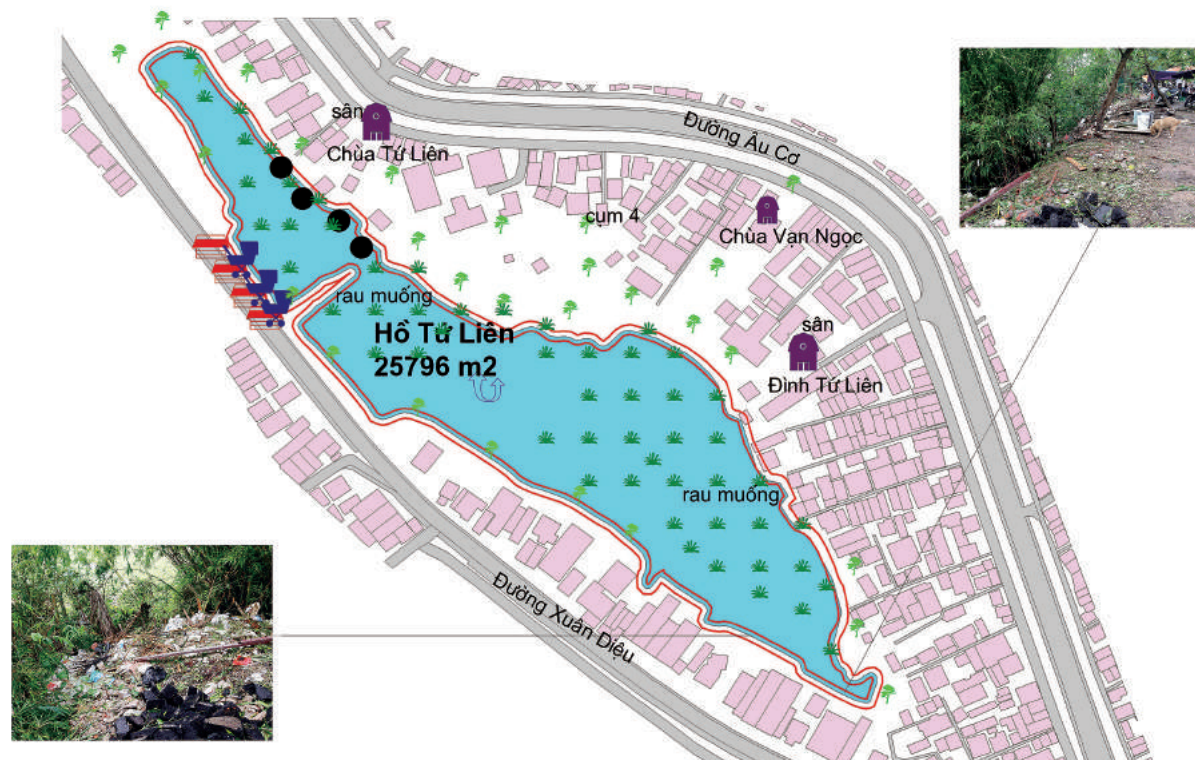 sân
Chùa Tứ Liên
Đường Âu Cơ
cụm 4
Chùa Vạn Ngọc
rau muống
Hồ Tứ Liên
25796 m2
sân
Đình Tứ Liên
rau muống
Đường Xuân Diệu